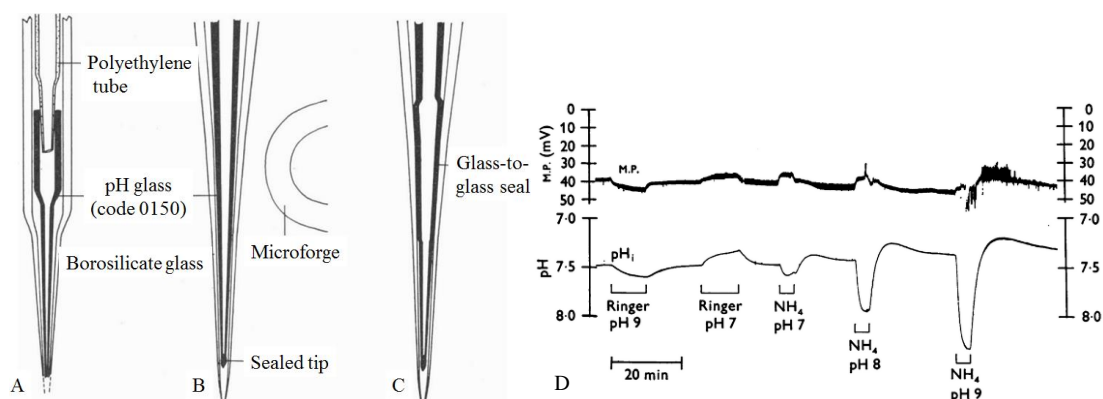 Polyethylene
tube
pH glass
(code 0150)
Borosilicate glass
Microforge
Sealed tip
Glass-to-
glass seal
A
B
C
D
M.P. (mV)
0
10
20
30
40
50
M.P.
0
10
20
30
40
50
pH
7·0
7·5
8·0
pHi
7·0
7·5
8·0
Ringer
pH 9
Ringer
pH 7
NH4
pH 7
NH4
pH 8
NH4
pH 9
20 min